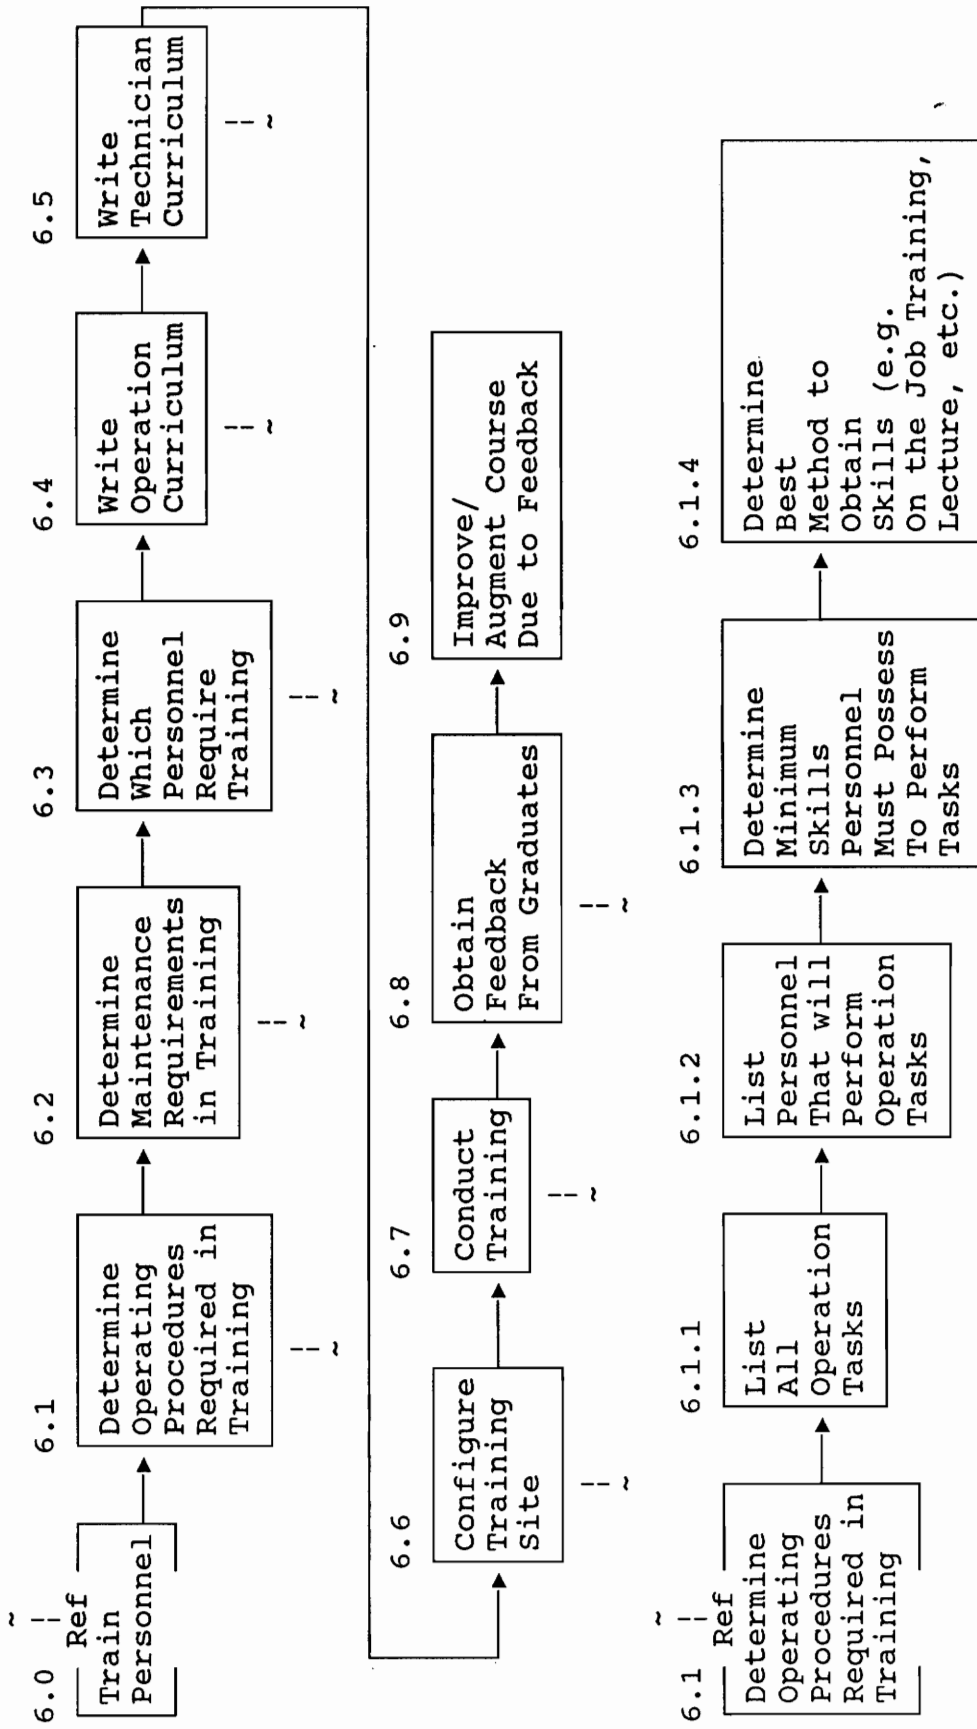 6.0 Ref
Train
Personnel
6.1
Determine
Operating
Procedures
Required in
Training
6.2
Determine
Maintenance
Requirements
in Training
6.3
Determine
Which
Personnel
Require
Training
6.4
Write
Operation
Curriculum
6.5
Write
Technician
Curriculum
6.6
Configure
Training
Site
6.7
Conduct
Training
6.8
Obtain
Feedback
From Graduates
6.9
Improve/
Augment Course
Due to Feedback
6.1 Ref
Determine
Operating
Procedures
Required in
Training
6.1.1
List
All
Operation
Tasks
6.1.2
List
Personnel
That will
Perform
Operation
Tasks
6.1.3
Determine
Minimum
Skills
Personnel
Must Possess
To Perform
Tasks
6.1.4
Determine
Best
Method to
Obtain
Skills (e.g.
On the Job Training,
Lecture, etc.)